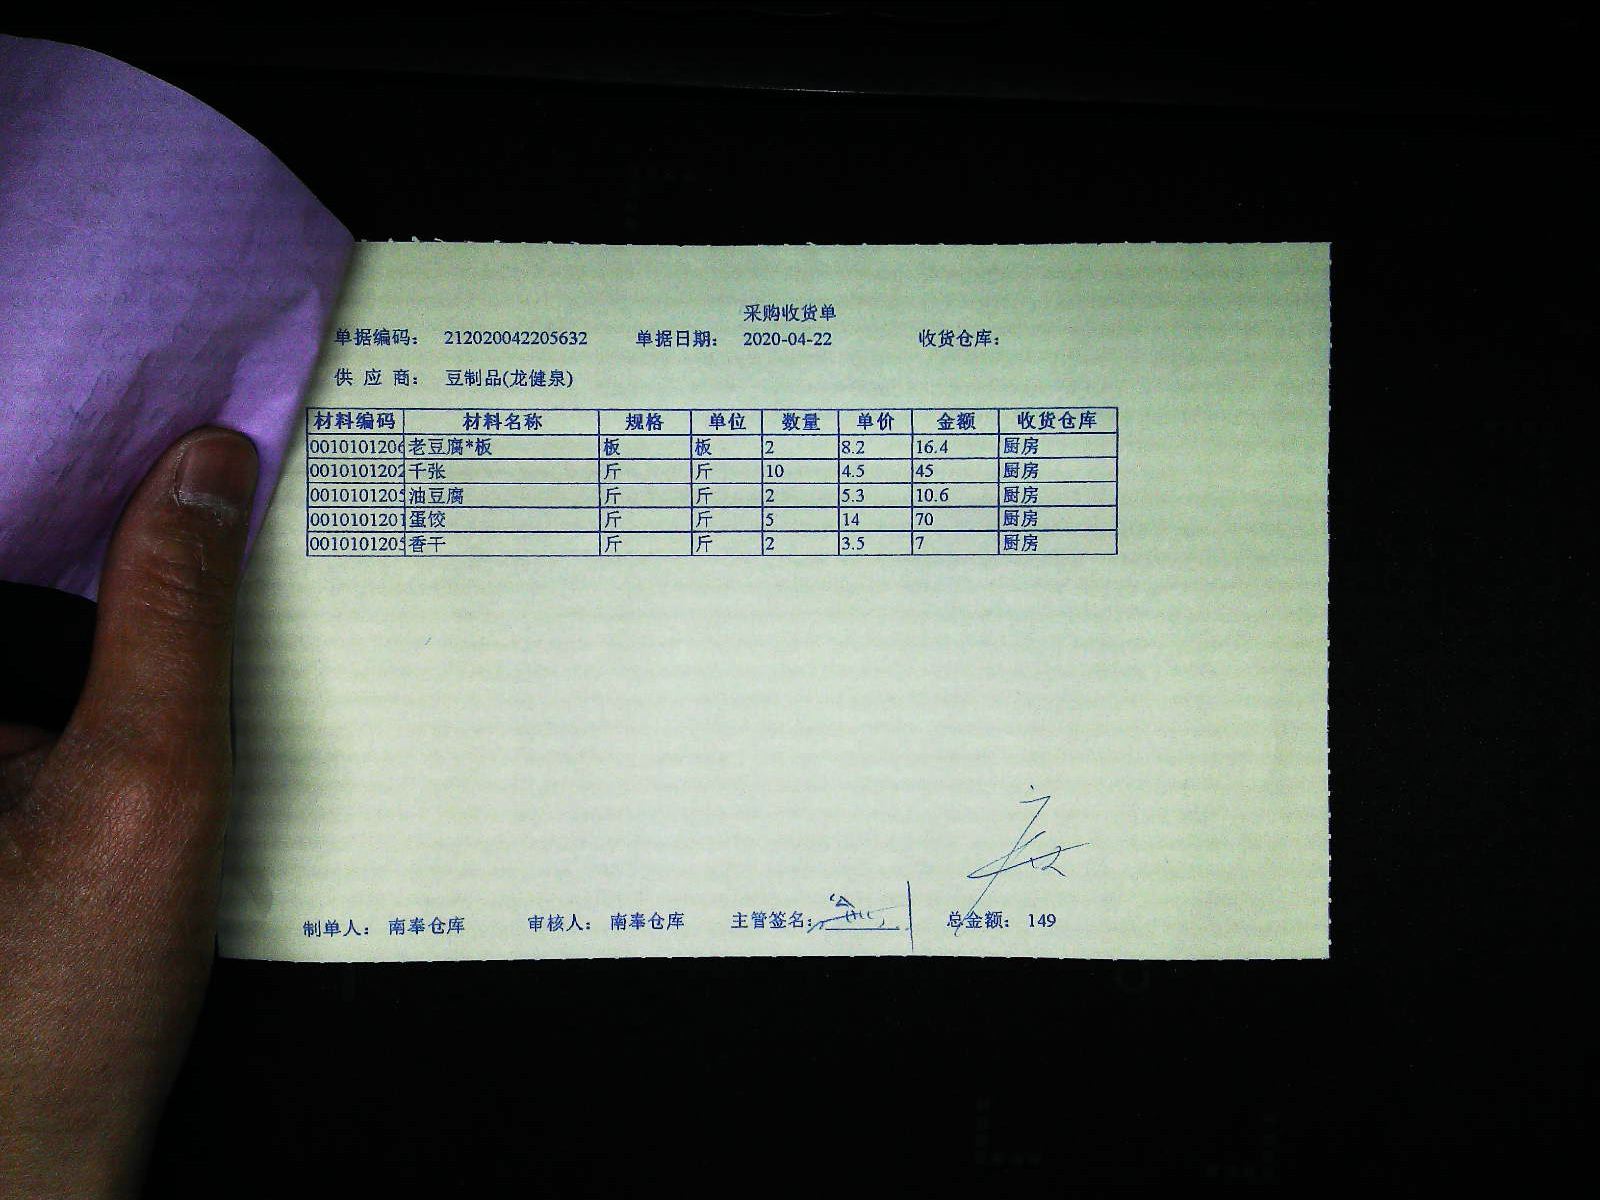 采购收货单
单据编码： 212020042205632 单据日期： 2020-04-22 收货仓库：
供 应 商： 豆制品(龙健泉)
材料编码 材料名称 规格 单位 数量 单价 金额 收货仓库
0010101206 老豆腐*板 板 板 2 8.2 16.4 厨房
0010101202 千张 斤 斤 10 4.5 45 厨房
0010101205 油豆腐 斤 斤 2 5.3 10.6 厨房
0010101201 蛋饺 斤 斤 5 14 70 厨房
0010101205 香干 斤 斤 2 3.5 7 厨房
制单人： 南奉仓库 审核人： 南奉仓库 主管签名： 总金额： 149